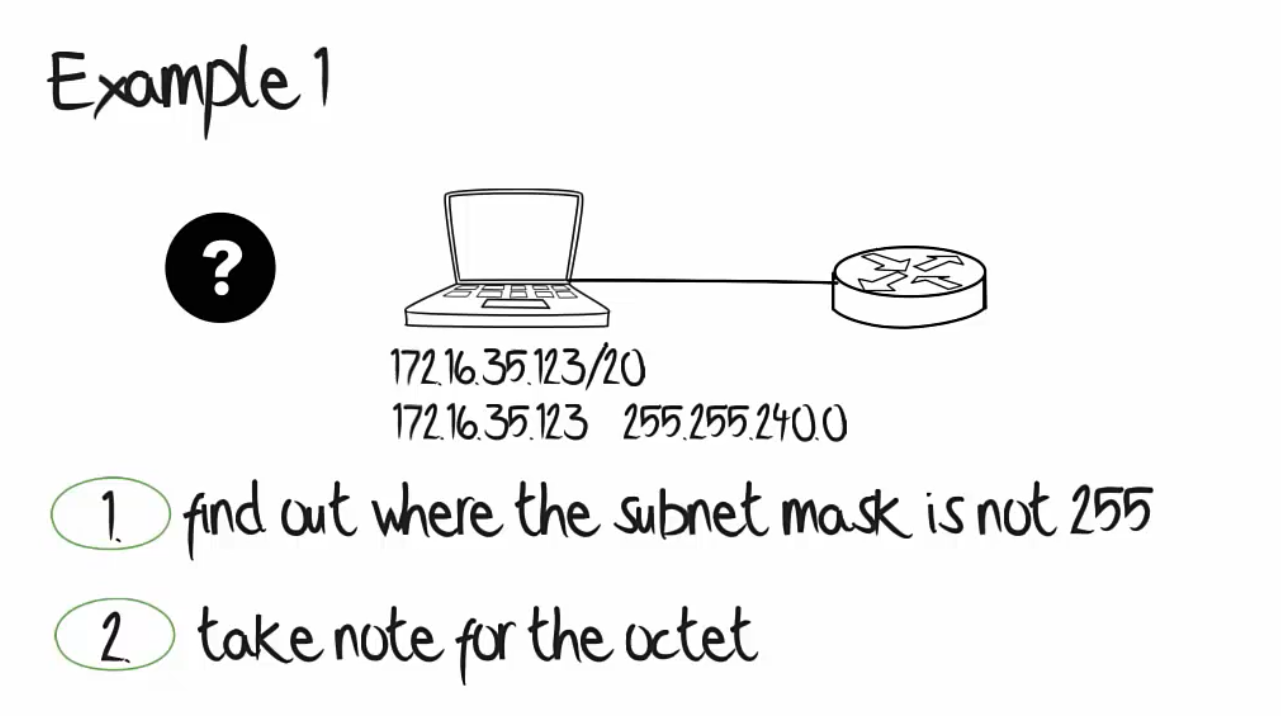 Example 1
?
172.16.35.123/20
172.16.35.123 255.255.240.0
1. find out where the subnet mask is not 255
2. take note for the octet